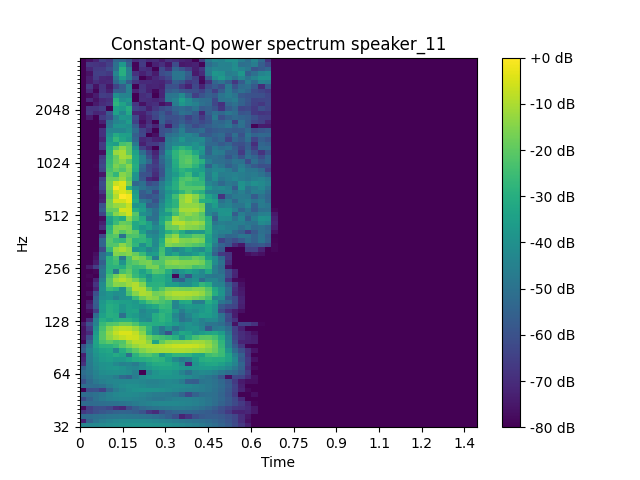 Constant-Q power spectrum speaker_11
Hz
2048
1024
512
256
128
64
32
0 0.15 0.3 0.45 0.6 0.75 0.9 1.1 1.2 1.4
Time
+0 dB
-10 dB
-20 dB
-30 dB
-40 dB
-50 dB
-60 dB
-70 dB
-80 dB